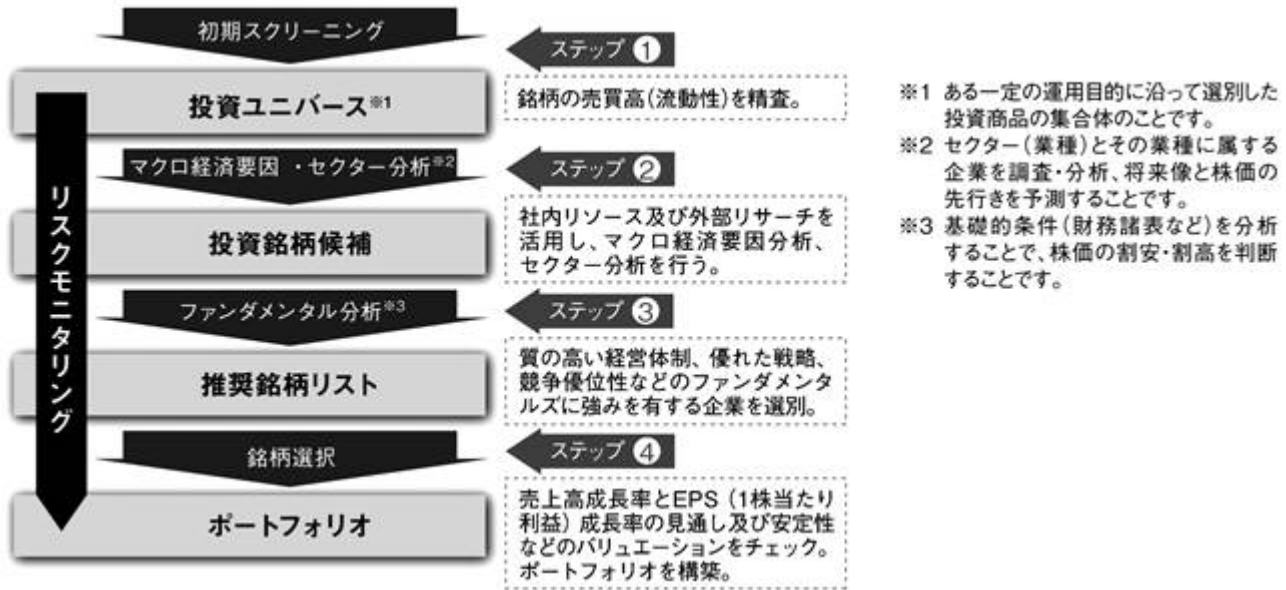 初期スクリーニング
ステップ ①
投資ユニバース※1
銘柄の売買高(流動性)を精査。
マクロ経済要因 ・セクター分析※2
ステップ ②
投資銘柄候補
社内リソース及び外部リサーチを
活用し、マクロ経済要因分析、
セクター分析を行う。
ファンダメンタル分析※3
ステップ ③
推奨銘柄リスト
質の高い経営体制、優れた戦略、
競争優位性などのファンダメンタ
ルズに強みを有する企業を選別。
銘柄選択
ステップ ④
ポートフォリオ
売上高成長率とEPS (1株当たり
利益) 成長率の見通し及び安定性
などのバリュエーションをチェック。
ポートフォリオを構築。
リスクモニタリング
※1 ある一定の運用目的に沿って選別した
投資商品の集合体のことです。
※2 セクター(業種)とその業種に属する
企業を調査・分析、将来像と株価の
先行きを予測することです。
※3 基礎的条件(財務諸表など)を分析
することで、株価の割安・割高を判断
することです。